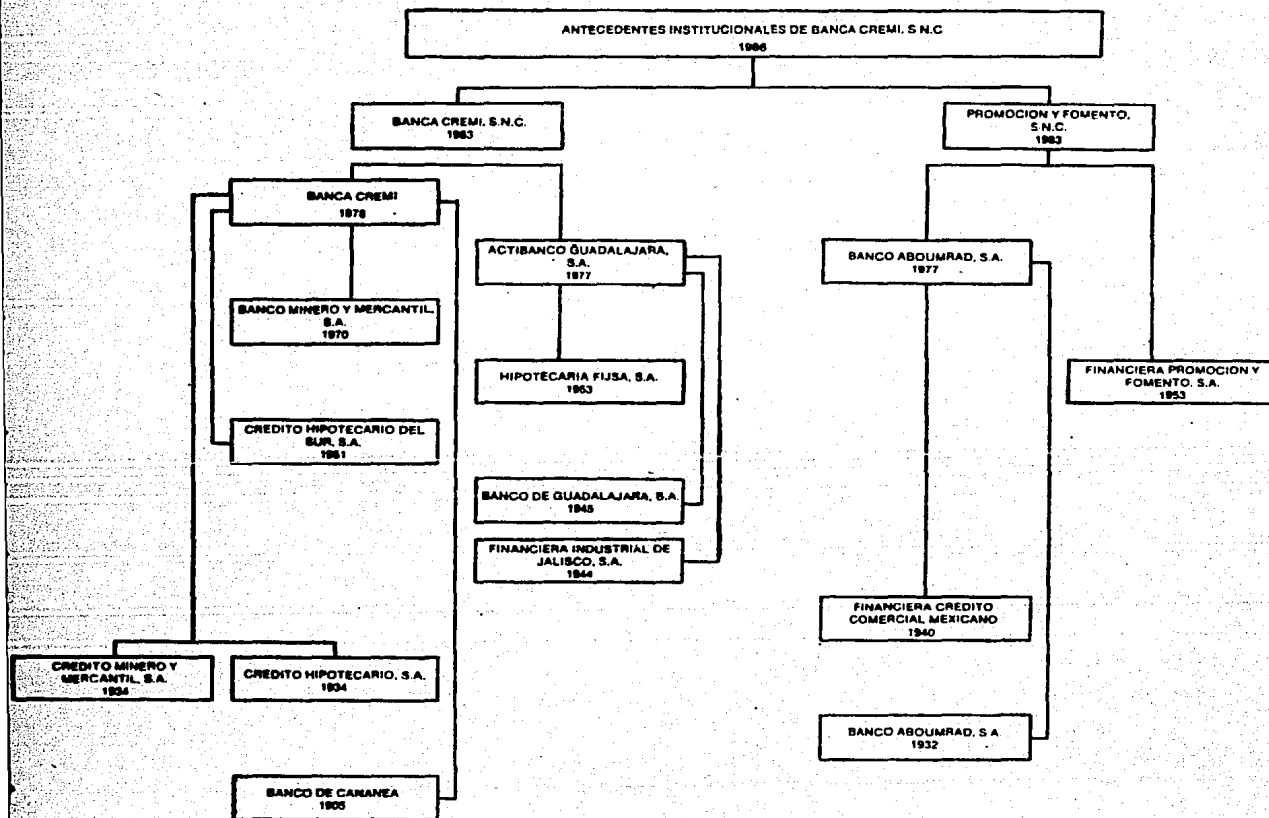 ANTECEDENTES INSTITUCIONALES DE BANCA CREMI, S N.C
1986
BANCA CREMI, S.N.C.
1983
PROMOCION Y FOMENTO,
S.N.C.
1983
BANCA CREMI
1978
ACTIBANCO GUADALAJARA,
S.A.
1977
BANCO ABOUMRAD, S.A.
1977
BANCO MINERO Y MERCANTIL,
S.A.
1970
HIPOTECARIA FIJSA, S.A.
1963
FINANCIERA PROMOCION Y
FOMENTO, S.A.
1953
CREDITO HIPOTECARIO DEL
SUR, S.A.
1961
BANCO DE GUADALAJARA, S.A.
1945
FINANCIERA INDUSTRIAL DE
JALISCO, S.A.
1944
FINANCIERA CREDITO
COMERCIAL MEXICANO
1940
CREDITO MINERO Y
MERCANTIL, S.A.
1934
CREDITO HIPOTECARIO, S.A.
1934
BANCO ABOUMRAD, S.A
1932
BANCO DE CANANEA
1905